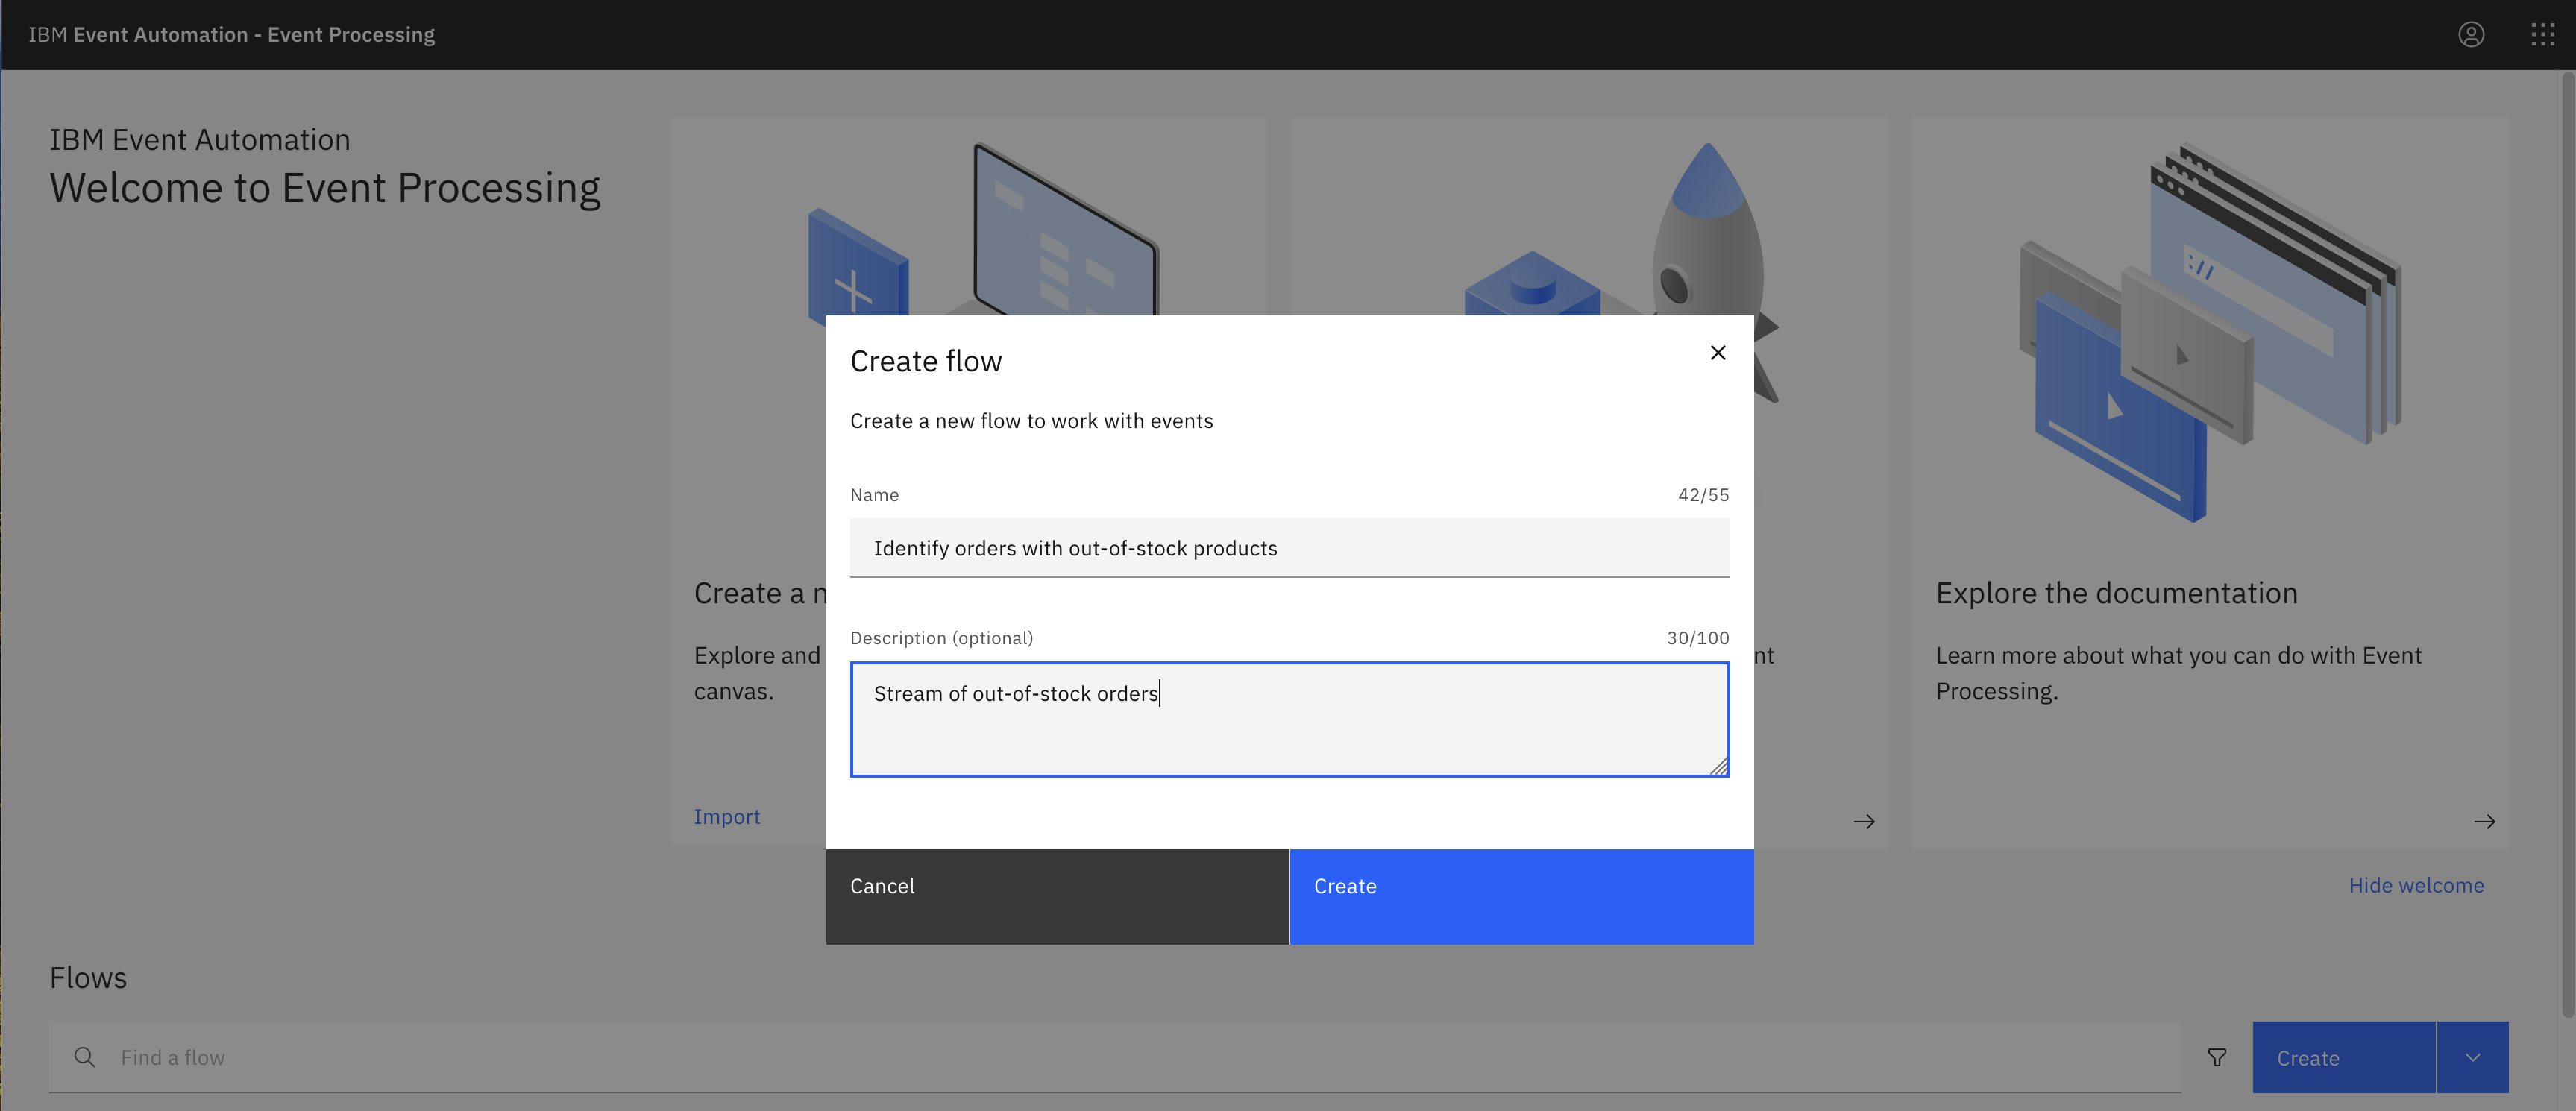 IBM Event Automation - Event Processing
IBM Event Automation
Welcome to Event Processing
Create flow
Create a new flow to work with events
Name 42/55
Identify orders with out-of-stock products
Description (optional) 30/100
Stream of out-of-stock orders
Cancel
Create
Create a n
Explore and
canvas.
Import
nt
Explore the documentation
Learn more about what you can do with Event
Processing.
Hide welcome
Flows
Find a flow
Create